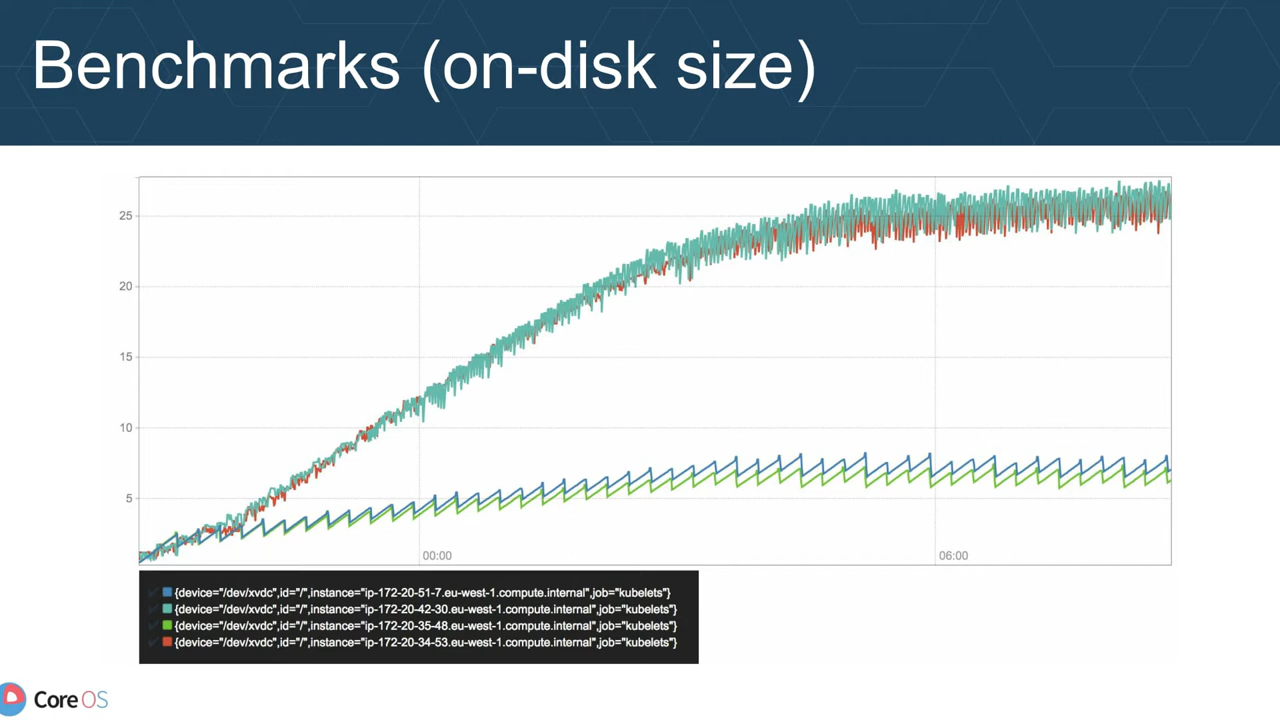 Benchmarks (on-disk size)
25
20
15
10
5
00:00
06:00
{device="/dev/xvdc",id="/",instance="ip-172-20-51-7.eu-west-1.compute.internal",job="kubelets"}
{device="/dev/xvdc",id="/",instance="ip-172-20-42-30.eu-west-1.compute.internal",job="kubelets"}
{device="/dev/xvdc",id="/",instance="ip-172-20-35-48.eu-west-1.compute.internal",job="kubelets"}
{device="/dev/xvdc",id="/",instance="ip-172-20-34-53.eu-west-1.compute.internal",job="kubelets"}
CoreOS